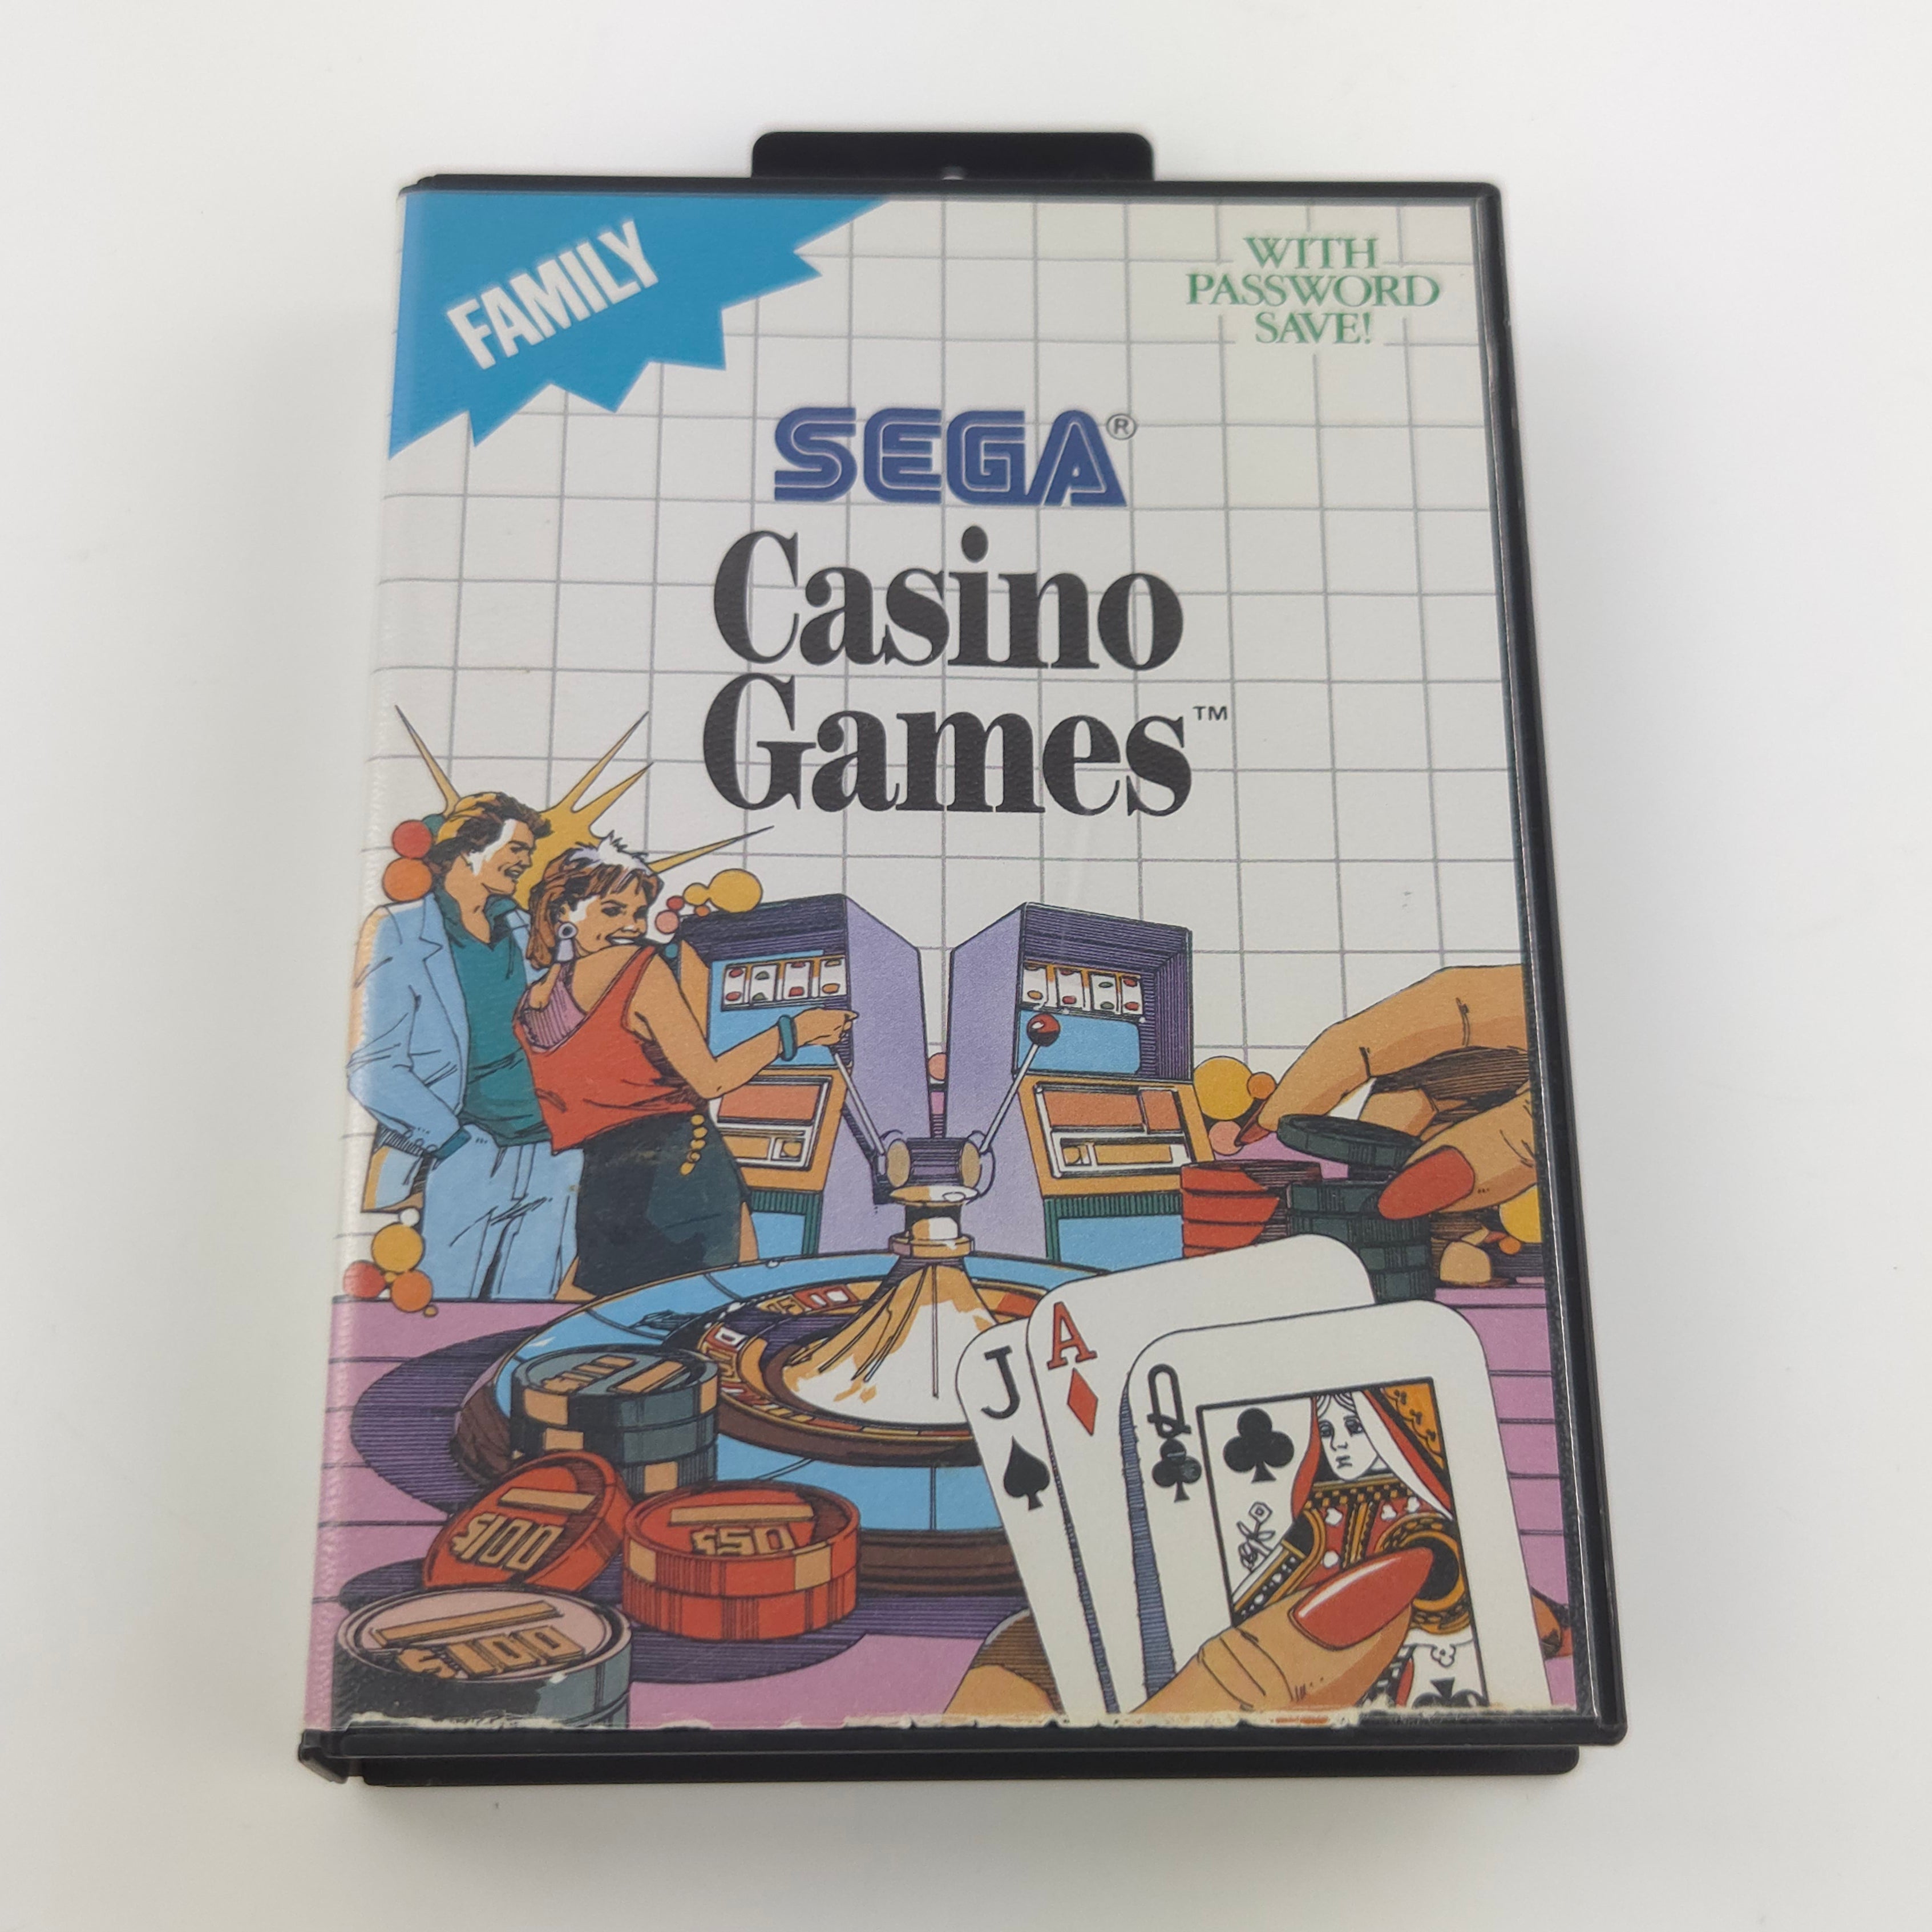 FAMILY
WITH
PASSWORD
SAVE!
SEGA®
Casino
Games™
J
A
Q
$100
$50
$100